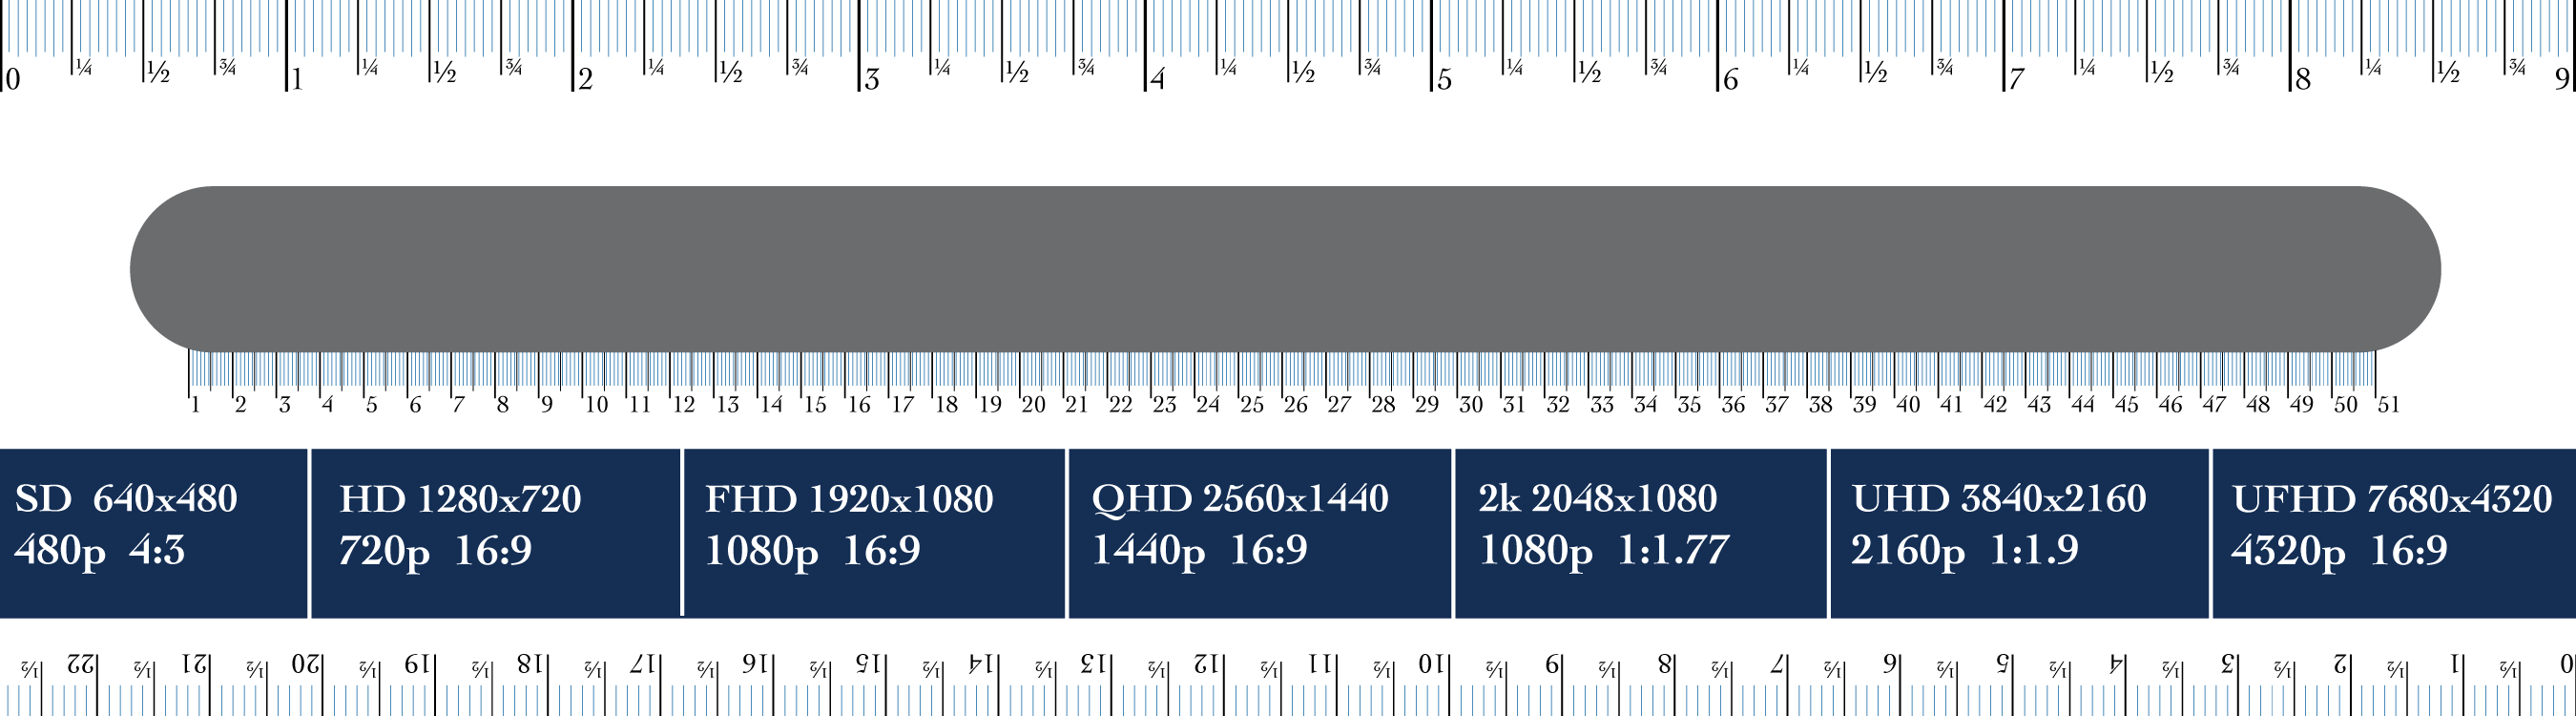 0 ¼ ½ ¾ 1 ¼ ½ ¾ 2 ¼ ½ ¾ 3 ¼ ½ ¾ 4 ¼ ½ ¾ 5 ¼ ½ ¾ 6 ¼ ½ ¾ 7 ¼ ½ ¾ 8 ¼ ½ ¾ 9
1 2 3 4 5 6 7 8 9 10 11 12 13 14 15 16 17 18 19 20 21 22 23 24 25 26 27 28 29 30 31 32 33 34 35 36 37 38 39 40 41 42 43 44 45 46 47 48 49 50 51
SD 640x480
480p 4:3
HD 1280x720
720p 16:9
FHD 1920x1080
1080p 16:9
QHD 2560x1440
1440p 16:9
2k 2048x1080
1080p 1:1.77
UHD 3840x2160
2160p 1:1.9
UFHD 7680x4320
4320p 16:9
0 ½ 1 ½ 2 ½ 3 ½ 4 ½ 5 ½ 6 ½ 7 ½ 8 ½ 9 ½ 10 ½ 11 ½ 12 ½ 13 ½ 14 ½ 15 ½ 16 ½ 17 ½ 18 ½ 19 ½ 20 ½ 21 ½ 22 ½